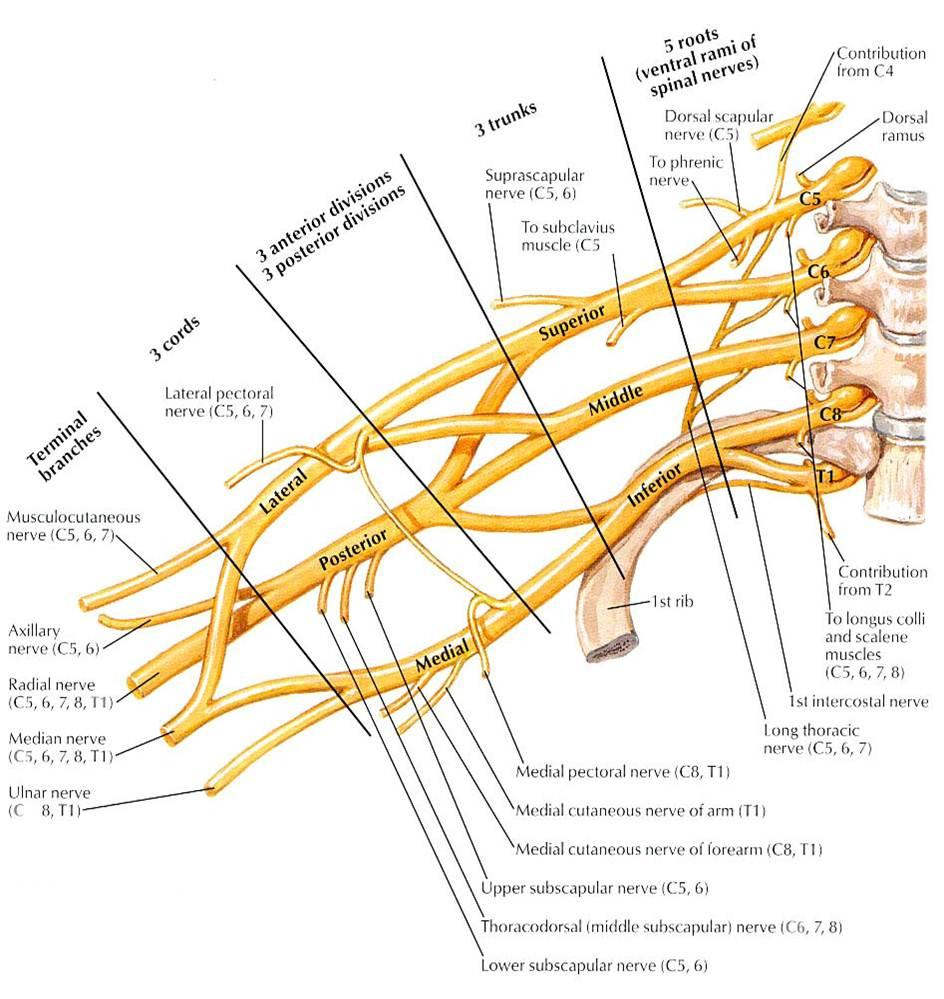 5 roots
(ventral rami of
spinal nerves)
Contribution
from C4
3 trunks
Dorsal scapular
nerve (C5)
Dorsal
ramus
To phrenic
nerve
Suprascapular
nerve (C5, 6)
3 anterior divisions
3 posterior divisions
To subclavius
muscle (C5
C5
C6
C7
C8
T1
Superior
Middle
Inferior
3 cords
Lateral pectoral
nerve (C5, 6, 7)
Terminal
branches
Lateral
Posterior
Medial
Musculocutaneous
nerve (C5, 6, 7)
Axillary
nerve (C5, 6)
Radial nerve
(C5, 6, 7, 8, T1)
Median nerve
(C5, 6, 7, 8, T1)
Ulnar nerve
(C 8, T1)
1st rib
Contribution
from T2
To longus colli
and scalene
muscles
(C5, 6, 7, 8)
1st intercostal nerve
Long thoracic
nerve (C5, 6, 7)
Medial pectoral nerve (C8, T1)
Medial cutaneous nerve of arm (T1)
Medial cutaneous nerve of forearm (C8, T1)
Upper subscapular nerve (C5, 6)
Thoracodorsal (middle subscapular) nerve (C6, 7, 8)
Lower subscapular nerve (C5, 6)